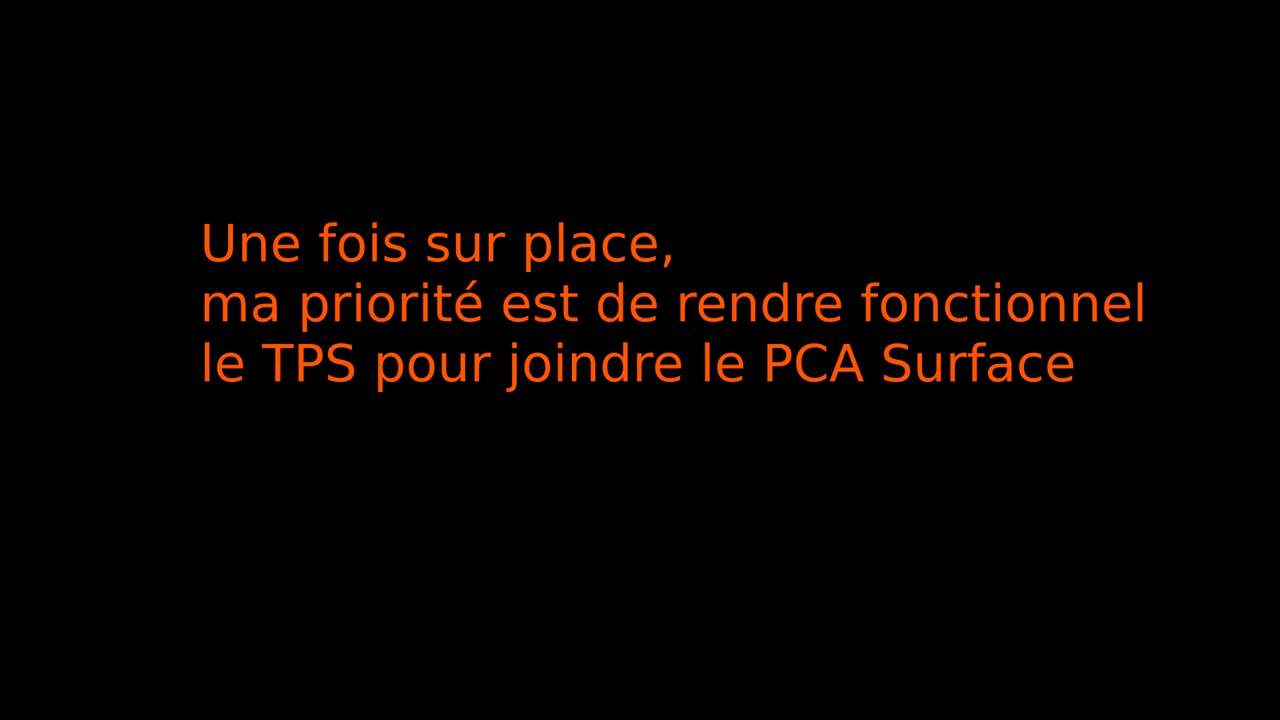 Une fois sur place,
ma priorité est de rendre fonctionnel
le TPS pour joindre le PCA Surface